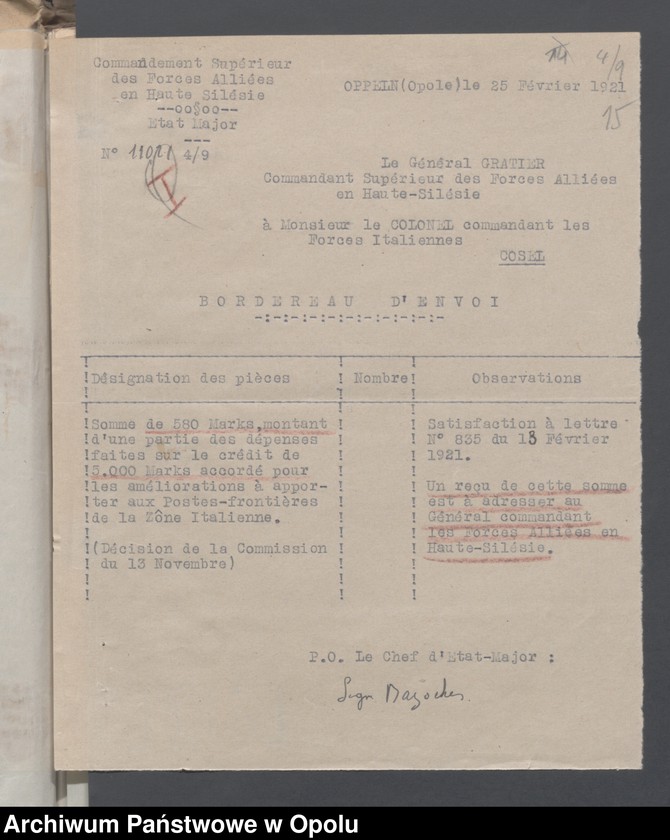 Commandement Supérieur
des Forces Alliées
en Haute Silésie
--oo§oo--
Etat Major
N° 11021 4/9
I
14 4/9
OPPELN(Opole)le 25 Février 1921
15
Le Général GRATIER
Commandant Supérieur des Forces Alliées
en Haute-Silésie
à Monsieur le COLONEL commandant les
Forces Italiennes
COSEL
BORDEREAU D'ENVOI
-:-:-:-:-:-:-:-:-:-:-
Désignation des pièces
Somme de 580 Marks,montant
d'une partie des dépenses
faites sur le crédit de
5.000 Marks accordé pour
les améliorations à appor-
ter aux Postes-frontières
de la Zône Italienne.
(Décision de la Commission
du 13 Novembre)
Nombre
Observations
Satisfaction à lettre
N° 835 du 13 Février
1921.
Un reçu de cette somme
est à adresser au
Général commandant
les Forces Alliées en
Haute-Silésie.
P.O. Le Chef d'Etat-Major :
Archiwum Państwowe w Opolu